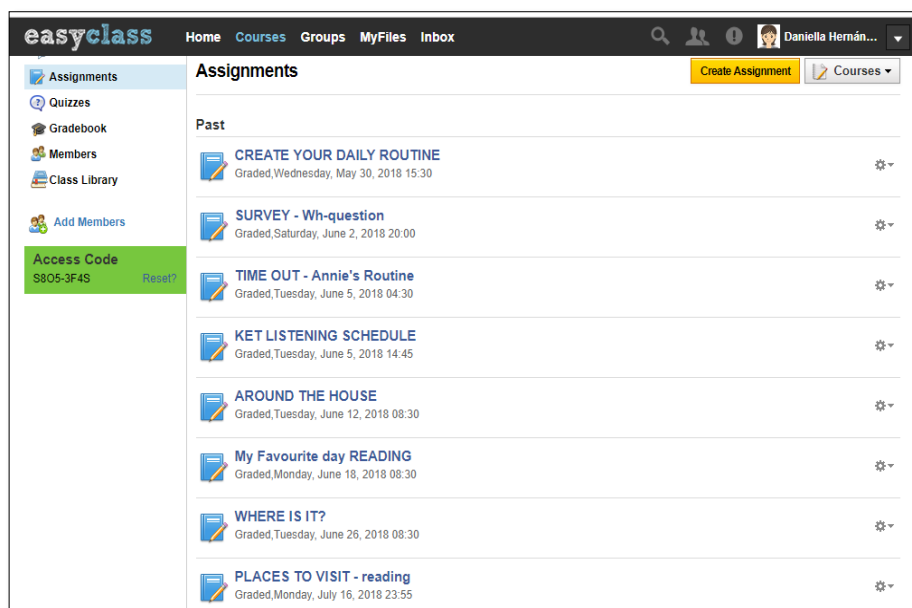 easyclass Home Courses Groups MyFiles Inbox Daniella Hernán...
Assignments
Quizzes
Gradebook
Members
Class Library
Add Members
Access Code
S8O5-3F4S Reset?
Assignments Create Assignment Courses
Past
CREATE YOUR DAILY ROUTINE
Graded,Wednesday, May 30, 2018 15:30
SURVEY - Wh-question
Graded,Saturday, June 2, 2018 20:00
TIME OUT - Annie's Routine
Graded,Tuesday, June 5, 2018 04:30
KET LISTENING SCHEDULE
Graded,Tuesday, June 5, 2018 14:45
AROUND THE HOUSE
Graded,Tuesday, June 12, 2018 08:30
My Favourite day READING
Graded,Monday, June 18, 2018 08:30
WHERE IS IT?
Graded,Tuesday, June 26, 2018 08:30
PLACES TO VISIT - reading
Graded,Monday, July 16, 2018 23:55